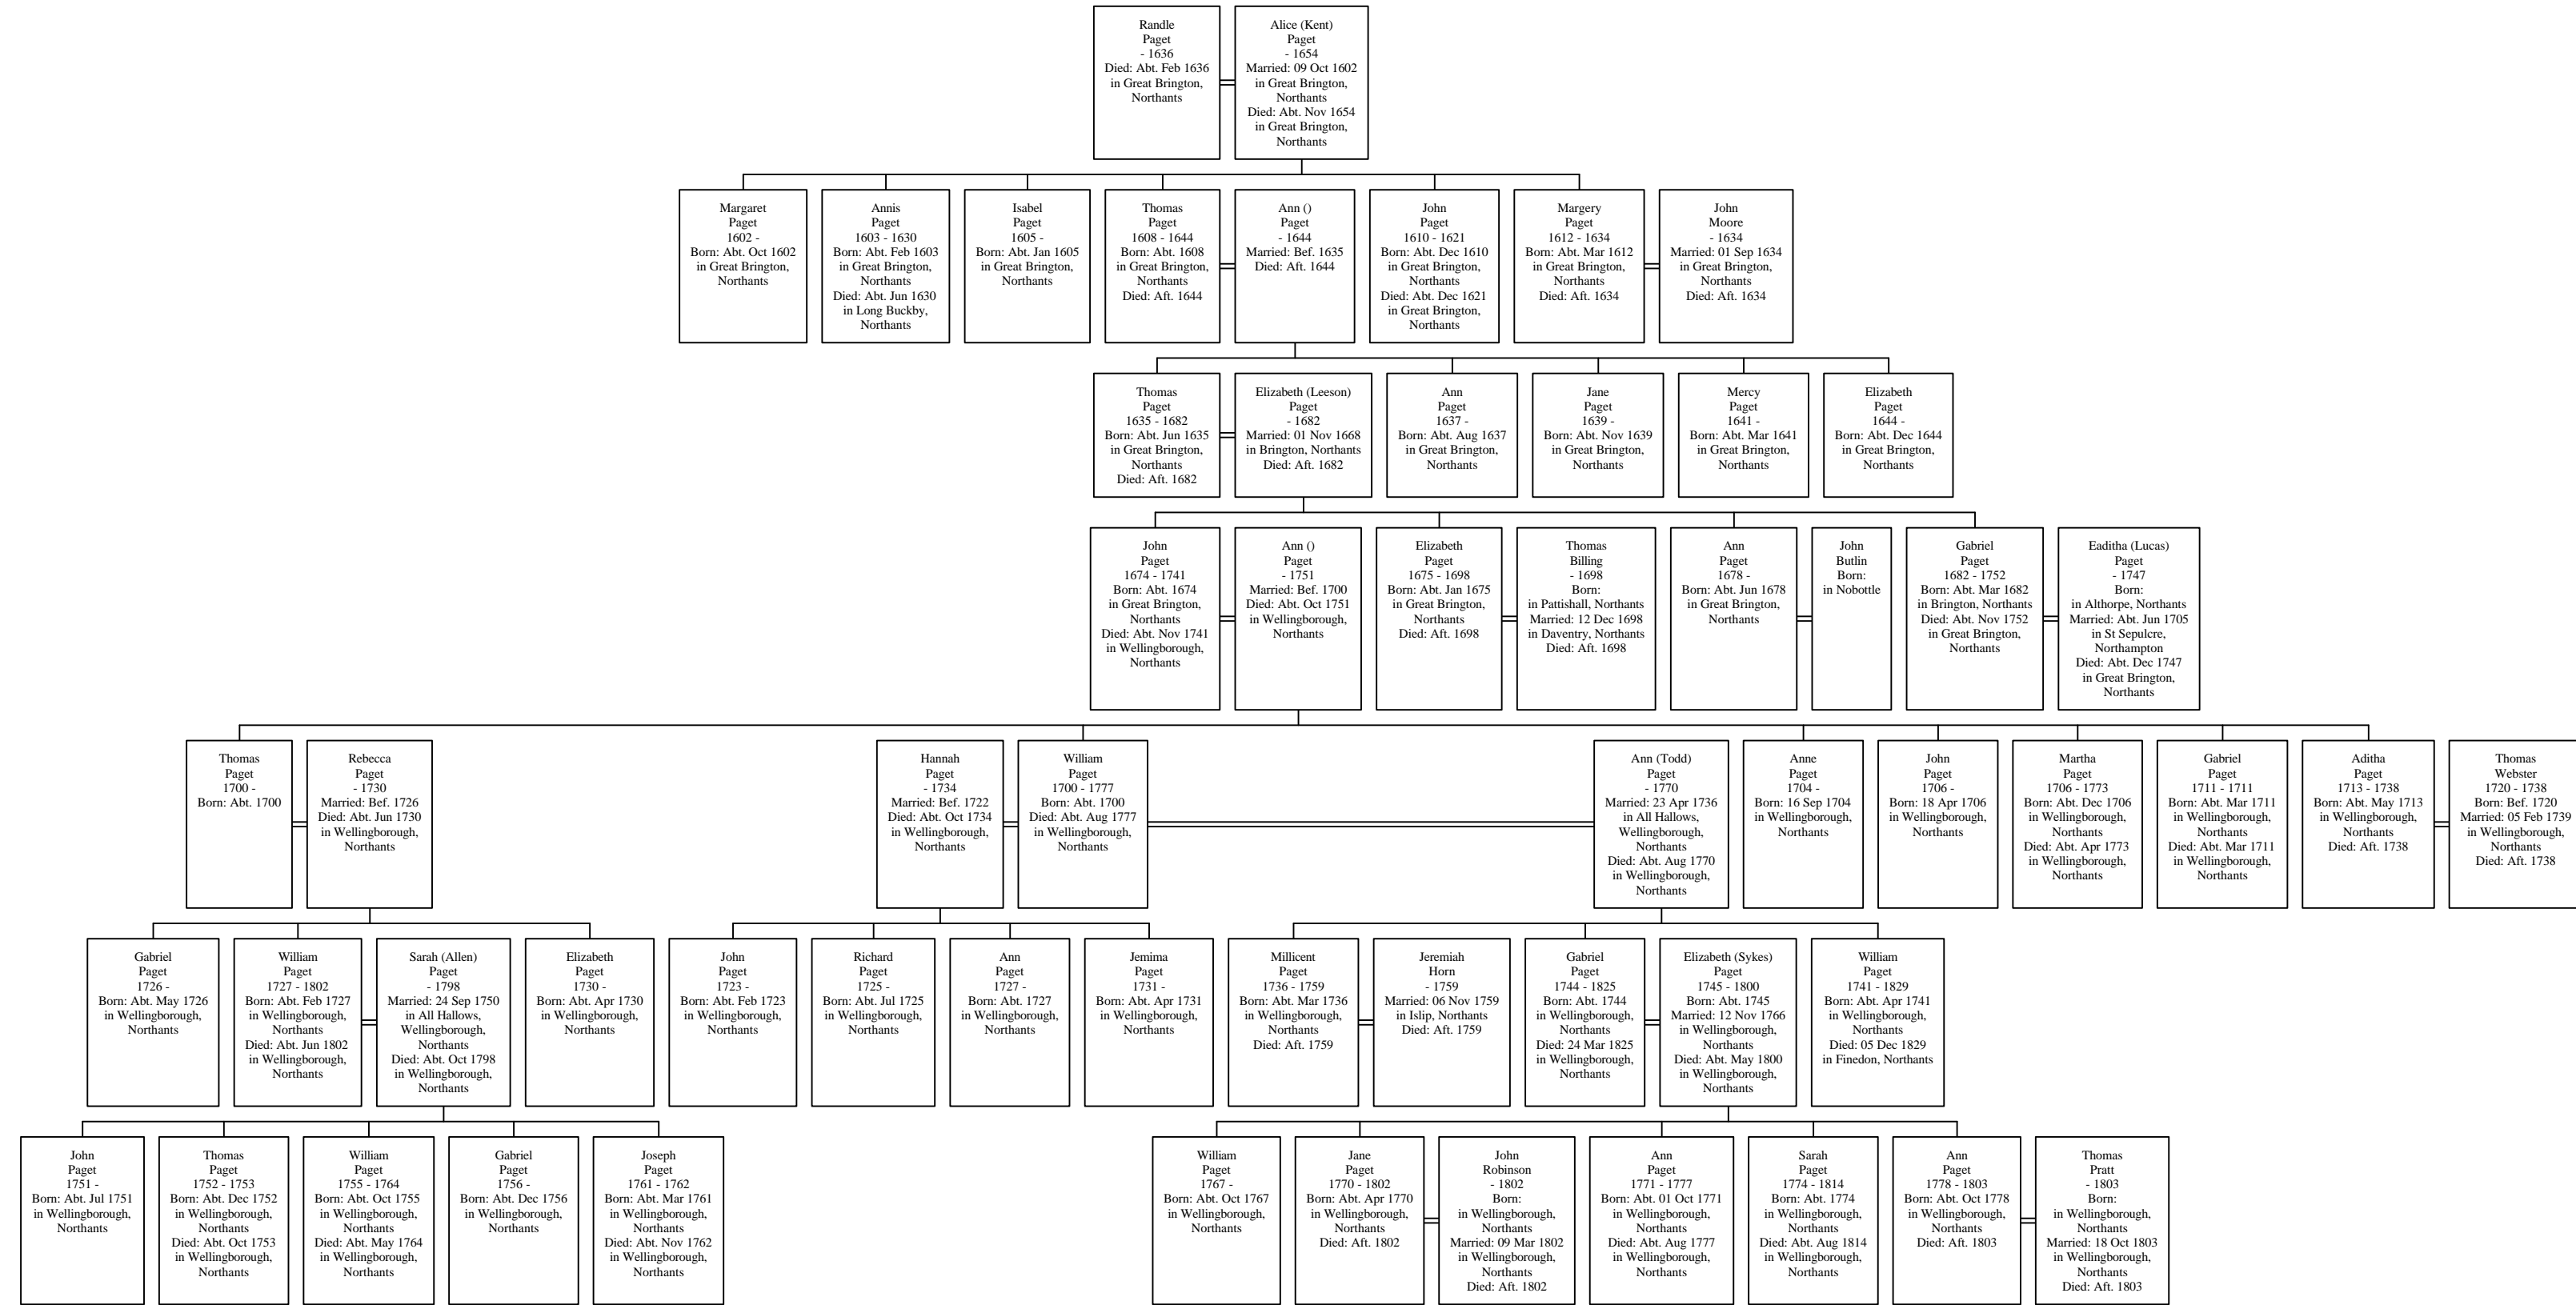 Randle
Paget
- 1636
Died: Abt. Feb 1636
in Great Brington,
Northants
Alice (Kent)
Paget
- 1654
Married: 09 Oct 1602
in Great Brington,
Northants
Died: Abt. Nov 1654
in Great Brington,
Northants
Margaret
Paget
1602 -
Born: Abt. Oct 1602
in Great Brington,
Northants
Annis
Paget
1603 - 1630
Born: Abt. Feb 1603
in Great Brington,
Northants
Died: Abt. Jun 1630
in Long Buckby,
Northants
Isabel
Paget
1605 -
Born: Abt. Jan 1605
in Great Brington,
Northants
Thomas
Paget
1608 - 1644
Born: Abt. 1608
in Great Brington,
Northants
Died: Aft. 1644
Ann ()
Paget
- 1644
Married: Bef. 1635
Died: Aft. 1644
John
Paget
1610 - 1621
Born: Abt. Dec 1610
in Great Brington,
Northants
Died: Abt. Dec 1621
in Great Brington,
Northants
Margery
Paget
1612 - 1634
Born: Abt. Mar 1612
in Great Brington,
Northants
Died: Aft. 1634
John
Moore
- 1634
Married: 01 Sep 1634
in Great Brington,
Northants
Died: Aft. 1634
Thomas
Paget
1635 - 1682
Born: Abt. Jun 1635
in Great Brington,
Northants
Died: Aft. 1682
Elizabeth (Leeson)
Paget
- 1682
Married: 01 Nov 1668
in Brington, Northants
Died: Aft. 1682
Ann
Paget
1637 -
Born: Abt. Aug 1637
in Great Brington,
Northants
Jane
Paget
1639 -
Born: Abt. Nov 1639
in Great Brington,
Northants
Mercy
Paget
1641 -
Born: Abt. Mar 1641
in Great Brington,
Northants
Elizabeth
Paget
1644 -
Born: Abt. Dec 1644
in Great Brington,
Northants
John
Paget
1674 - 1741
Born: Abt. 1674
in Great Brington,
Northants
Died: Abt. Nov 1741
in Wellingborough,
Northants
Ann ()
Paget
- 1751
Married: Bef. 1700
Died: Abt. Oct 1751
in Wellingborough,
Northants
Elizabeth
Paget
1675 - 1698
Born: Abt. Jan 1675
in Great Brington,
Northants
Died: Aft. 1698
Thomas
Billing
- 1698
Born:
in Pattishall, Northants
Married: 12 Dec 1698
in Daventry, Northants
Died: Aft. 1698
Ann
Paget
1678 -
Born: Abt. Jun 1678
in Great Brington,
Northants
John
Butlin
Born:
in Nobottle
Gabriel
Paget
1682 - 1752
Born: Abt. Mar 1682
in Brington, Northants
Died: Abt. Nov 1752
in Great Brington,
Northants
Eaditha (Lucas)
Paget
- 1747
Born:
in Althorpe, Northants
Married: Abt. Jun 1705
in St Sepulcre,
Northampton
Died: Abt. Dec 1747
in Great Brington,
Northants
Thomas
Paget
1700 -
Born: Abt. 1700
Rebecca
Paget
- 1730
Married: Bef. 1726
Died: Abt. Jun 1730
in Wellingborough,
Northants
Hannah
Paget
- 1734
Married: Bef. 1722
Died: Abt. Oct 1734
in Wellingborough,
Northants
William
Paget
1700 - 1777
Born: Abt. 1700
Died: Abt. Aug 1777
in Wellingborough,
Northants
Ann (Todd)
Paget
- 1770
Married: 23 Apr 1736
in All Hallows,
Wellingborough,
Northants
Died: Abt. Aug 1770
in Wellingborough,
Northants
Anne
Paget
1704 -
Born: 16 Sep 1704
in Wellingborough,
Northants
John
Paget
1706 -
Born: 18 Apr 1706
in Wellingborough,
Northants
Martha
Paget
1706 - 1773
Born: Abt. Dec 1706
in Wellingborough,
Northants
Died: Abt. Apr 1773
in Wellingborough,
Northants
Gabriel
Paget
1711 - 1711
Born: Abt. Mar 1711
in Wellingborough,
Northants
Died: Abt. Mar 1711
in Wellingborough,
Northants
Aditha
Paget
1713 - 1738
Born: Abt. May 1713
in Wellingborough,
Northants
Died: Aft. 1738
Thomas
Webster
1720 - 1738
Born: Bef. 1720
Married: 05 Feb 1739
in Wellingborough,
Northants
Died: Aft. 1738
Gabriel
Paget
1726 -
Born: Abt. May 1726
in Wellingborough,
Northants
William
Paget
1727 - 1802
Born: Abt. Feb 1727
in Wellingborough,
Northants
Died: Abt. Jun 1802
in Wellingborough,
Northants
Sarah (Allen)
Paget
- 1798
Married: 24 Sep 1750
in All Hallows,
Wellingborough,
Northants
Died: Abt. Oct 1798
in Wellingborough,
Northants
Elizabeth
Paget
1730 -
Born: Abt. Apr 1730
in Wellingborough,
Northants
John
Paget
1723 -
Born: Abt. Feb 1723
in Wellingborough,
Northants
Richard
Paget
1725 -
Born: Abt. Jul 1725
in Wellingborough,
Northants
Ann
Paget
1727 -
Born: Abt. 1727
in Wellingborough,
Northants
Jemima
Paget
1731 -
Born: Abt. Apr 1731
in Wellingborough,
Northants
Millicent
Paget
1736 - 1759
Born: Abt. Mar 1736
in Wellingborough,
Northants
Died: Aft. 1759
Jeremiah
Horn
- 1759
Married: 06 Nov 1759
in Islip, Northants
Died: Aft. 1759
Gabriel
Paget
1744 - 1825
Born: Abt. 1744
in Wellingborough,
Northants
Died: 24 Mar 1825
in Wellingborough,
Northants
Elizabeth (Sykes)
Paget
1745 - 1800
Born: Abt. 1745
Married: 12 Nov 1766
in Wellingborough,
Northants
Died: Abt. May 1800
in Wellingborough,
Northants
William
Paget
1741 - 1829
Born: Abt. Apr 1741
in Wellingborough,
Northants
Died: 05 Dec 1829
in Finedon, Northants
John
Paget
1751 -
Born: Abt. Jul 1751
in Wellingborough,
Northants
Thomas
Paget
1752 - 1753
Born: Abt. Dec 1752
in Wellingborough,
Northants
Died: Abt. Oct 1753
in Wellingborough,
Northants
William
Paget
1755 - 1764
Born: Abt. Oct 1755
in Wellingborough,
Northants
Died: Abt. May 1764
in Wellingborough,
Northants
Gabriel
Paget
1756 -
Born: Abt. Dec 1756
in Wellingborough,
Northants
Joseph
Paget
1761 - 1762
Born: Abt. Mar 1761
in Wellingborough,
Northants
Died: Abt. Nov 1762
in Wellingborough,
Northants
William
Paget
1767 -
Born: Abt. Oct 1767
in Wellingborough,
Northants
Jane
Paget
1770 - 1802
Born: Abt. Apr 1770
in Wellingborough,
Northants
Died: Aft. 1802
John
Robinson
- 1802
Born:
in Wellingborough,
Northants
Married: 09 Mar 1802
in Wellingborough,
Northants
Died: Aft. 1802
Ann
Paget
1771 - 1777
Born: Abt. 01 Oct 1771
in Wellingborough,
Northants
Died: Abt. Aug 1777
in Wellingborough,
Northants
Sarah
Paget
1774 - 1814
Born: Abt. 1774
in Wellingborough,
Northants
Died: Abt. Aug 1814
in Wellingborough,
Northants
Ann
Paget
1778 - 1803
Born: Abt. Oct 1778
in Wellingborough,
Northants
Died: Aft. 1803
Thomas
Pratt
- 1803
Born:
in Wellingborough,
Northants
Married: 18 Oct 1803
in Wellingborough,
Northants
Died: Aft. 1803